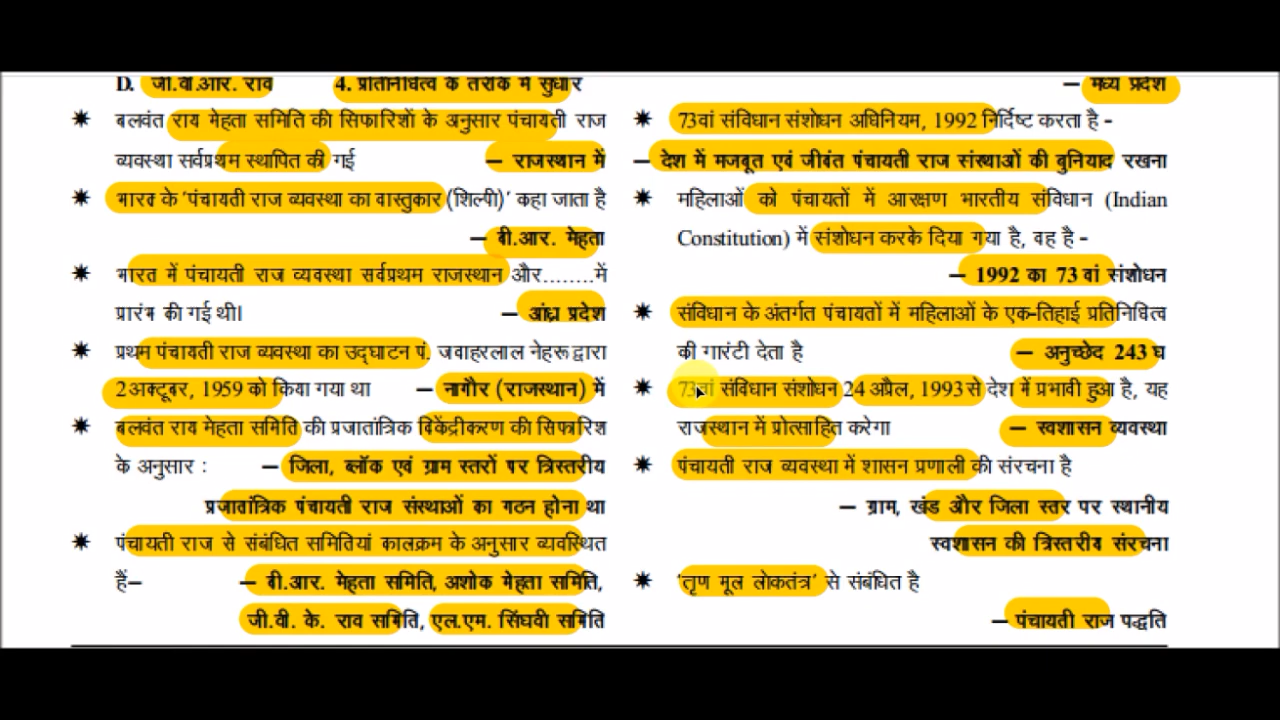 D. जी.वी.आर. राव 4. प्रतिनिधित्व के तरीके में सुधार
✷ बलवंत राय मेहता समिति की सिफारिशों के अनुसार पंचायती राज
व्यवस्था सर्वप्रथम स्थापित की गई – राजस्थान में
✷ भारत के 'पंचायती राज व्यवस्था का वास्तुकार (शिल्पी)' कहा जाता है
– बी.आर. मेहता
✷ भारत में पंचायती राज व्यवस्था सर्वप्रथम राजस्थान और........में
प्रारंभ की गई थी। – आंध्र प्रदेश
✷ प्रथम पंचायती राज व्यवस्था का उद्घाटन पं. जवाहरलाल नेहरू द्वारा
2 अक्टूबर, 1959 को किया गया था – नागौर (राजस्थान) में
✷ बलवंत राय मेहता समिति की प्रजातांत्रिक विकेंद्रीकरण की सिफारिश
के अनुसार : – जिला, ब्लॉक एवं ग्राम स्तरों पर त्रिस्तरीय
प्रजातांत्रिक पंचायती राज संस्थाओं का गठन होना था
✷ पंचायती राज से संबंधित समितियां कालक्रम के अनुसार व्यवस्थित
हैं– – बी.आर. मेहता समिति, अशोक मेहता समिति,
जी.वी. के. राव समिति, एल.एम. सिंघवी समिति
– मध्य प्रदेश
✷ 73वां संविधान संशोधन अधिनियम, 1992 निर्दिष्ट करता है -
– देश में मजबूत एवं जीवंत पंचायती राज संस्थाओं की बुनियाद रखना
✷ महिलाओं को पंचायतों में आरक्षण भारतीय संविधान (Indian
Constitution) में संशोधन करके दिया गया है, वह है -
– 1992 का 73 वां संशोधन
✷ संविधान के अंतर्गत पंचायतों में महिलाओं के एक-तिहाई प्रतिनिधित्व
की गारंटी देता है – अनुच्छेद 243 घ
✷ 73वां संविधान संशोधन 24 अप्रैल, 1993 से देश में प्रभावी हुआ है, यह
राजस्थान में प्रोत्साहित करेगा – स्वशासन व्यवस्था
✷ पंचायती राज व्यवस्था में शासन प्रणाली की संरचना है
– ग्राम, खंड और जिला स्तर पर स्थानीय
स्वशासन की त्रिस्तरीय संरचना
✷ 'तृण मूल लोकतंत्र' से संबंधित है
– पंचायती राज पद्धति